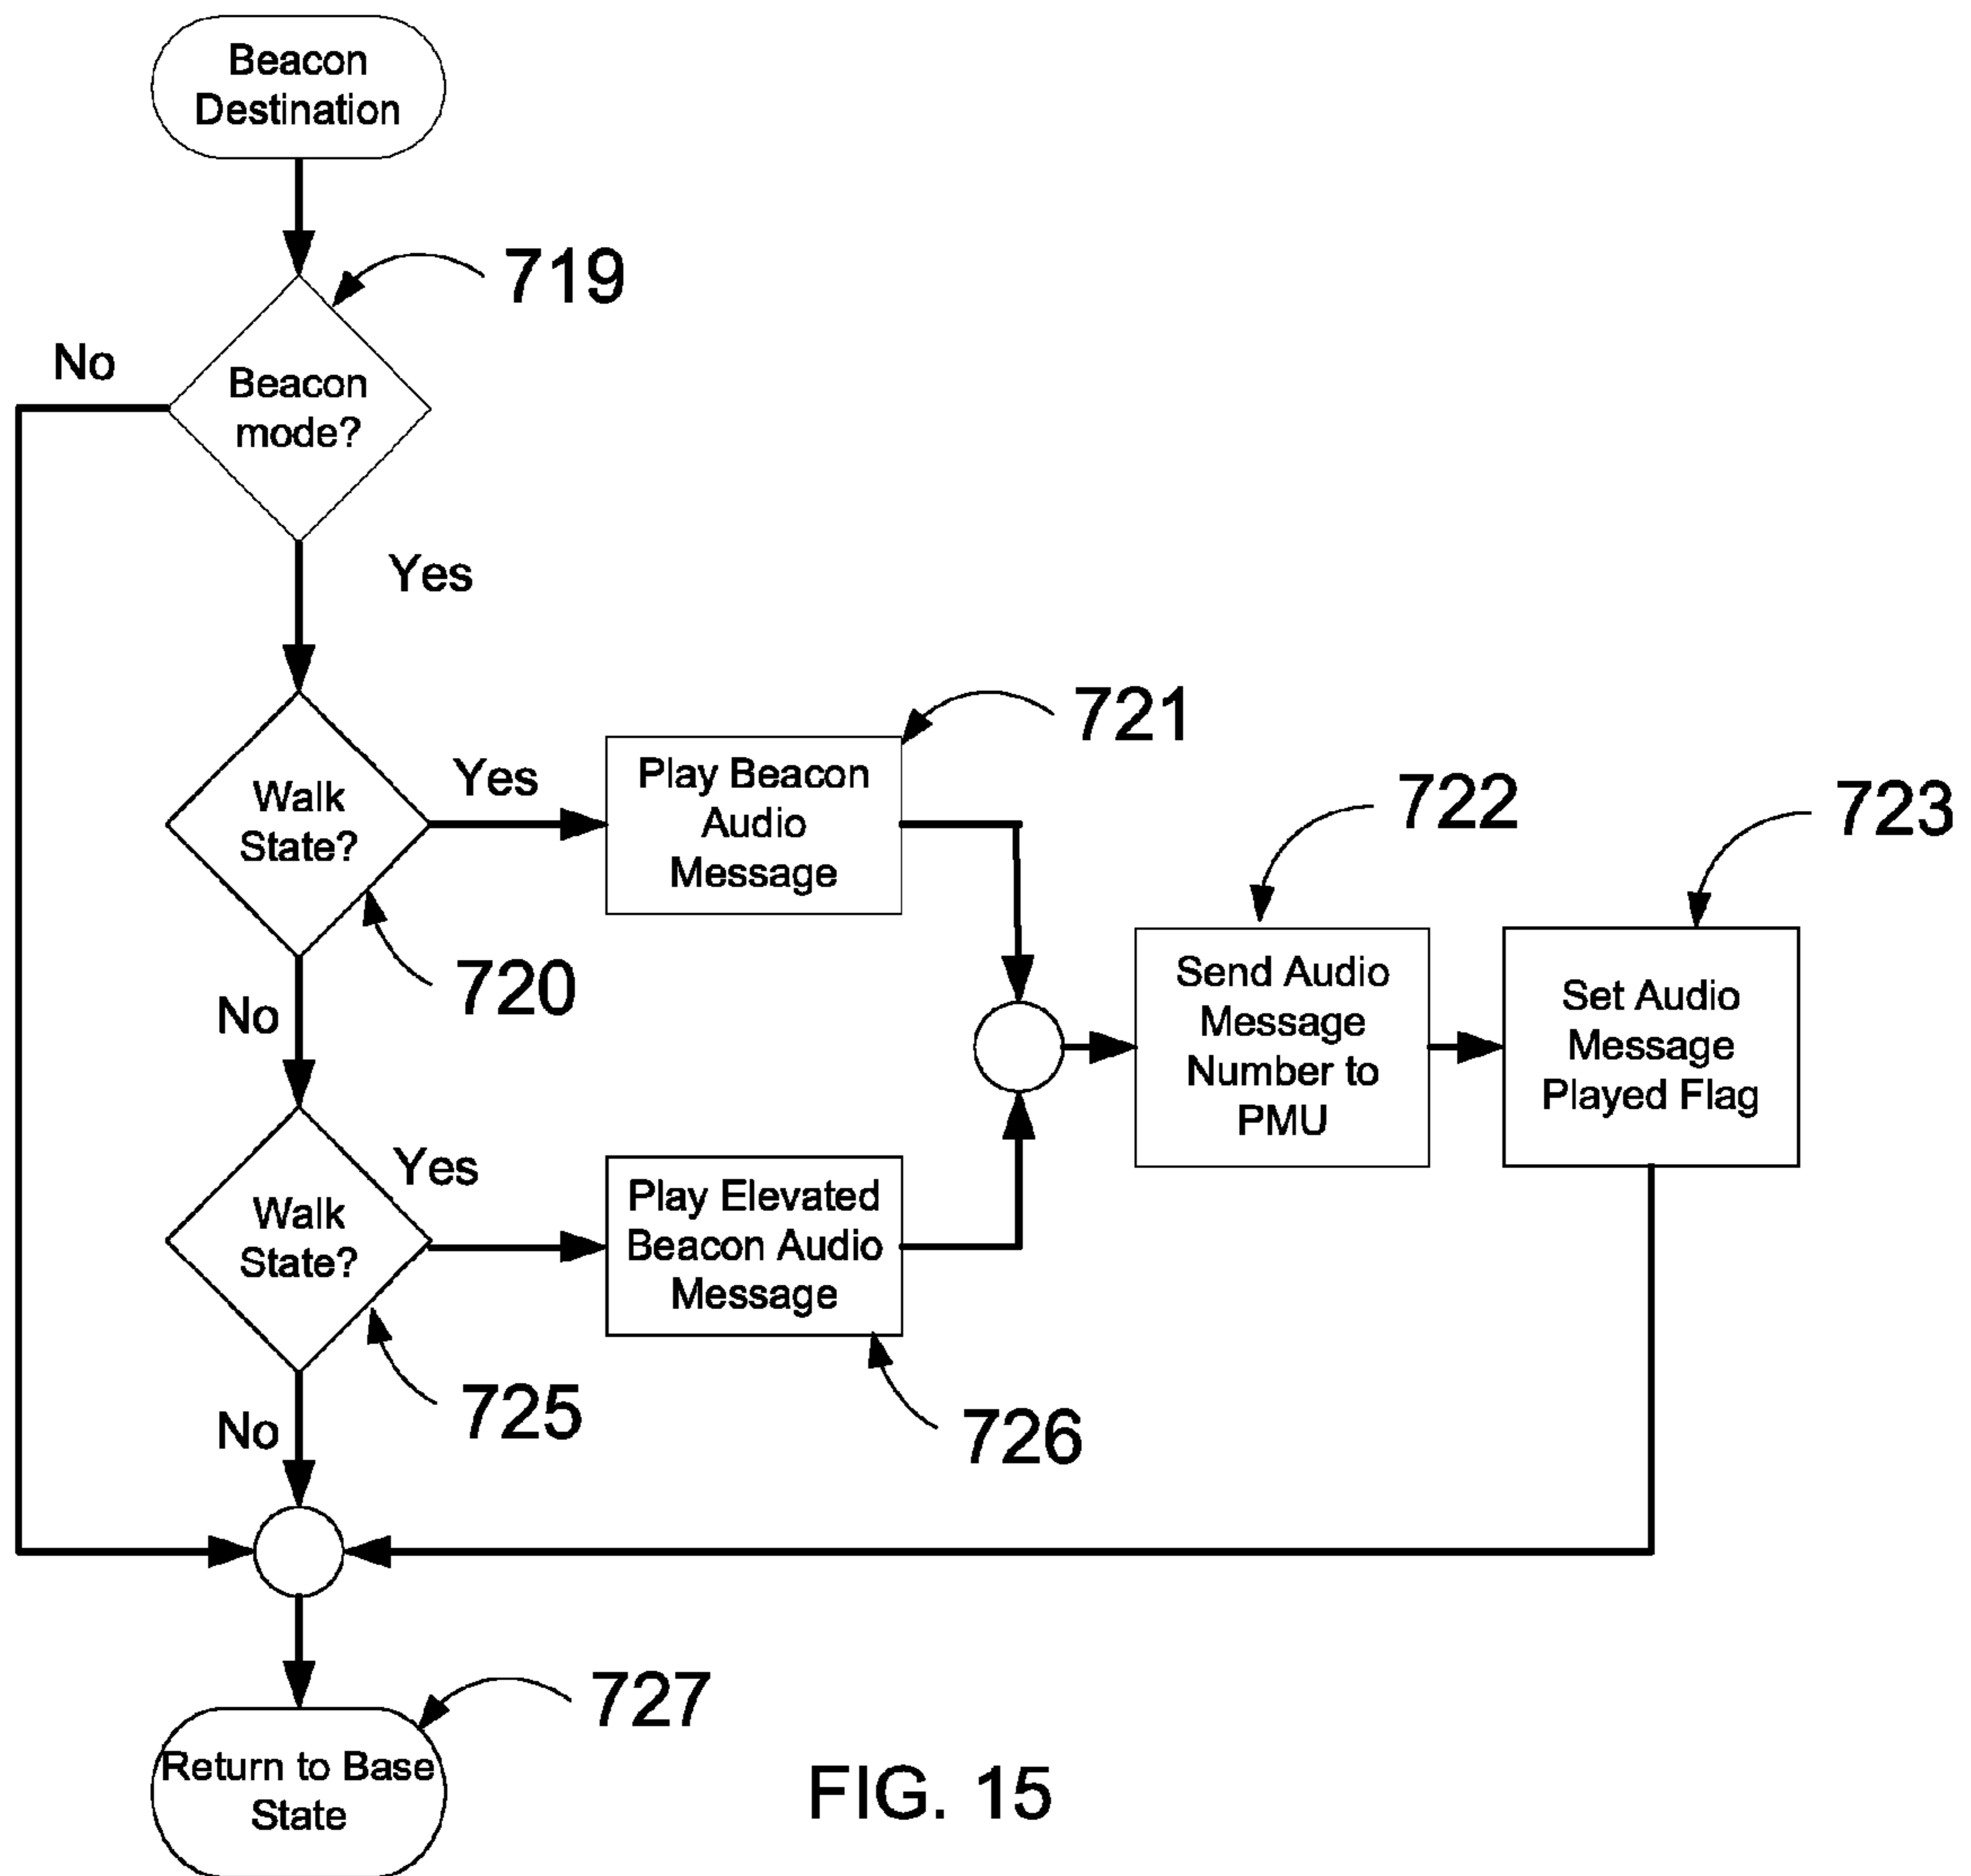 Beacon
Destination
719
No
Beacon
mode?
Yes
721
Walk
State?
Yes
Play Beacon
Audio
Message
722
723
720
No
Send Audio
Message
Number to
PMU
Set Audio
Message
Played Flag
Walk
State?
Yes
Play Elevated
Beacon Audio
Message
725
726
No
727
Return to Base
State
FIG. 15